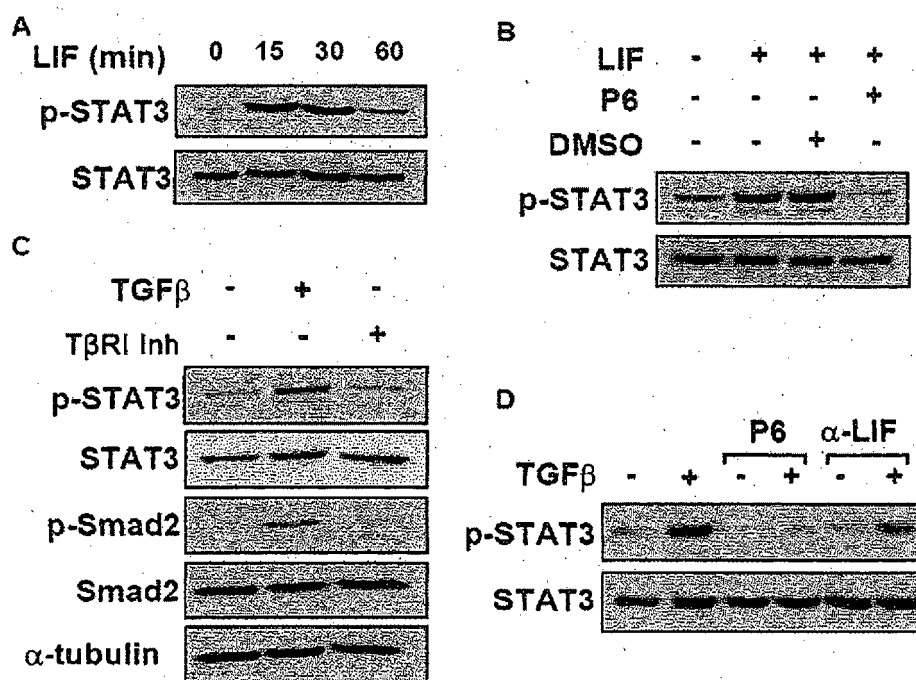 A
LIF (min) 0 15 30 60
p-STAT3
STAT3
B
LIF - + + +
P6 - - - +
DMSO - - + -
p-STAT3
STAT3
C
TGFβ - + -
TβRI Inh - - +
p-STAT3
STAT3
p-Smad2
Smad2
α-tubulin
D
P6 α-LIF
TGFβ - + - + - +
p-STAT3
STAT3